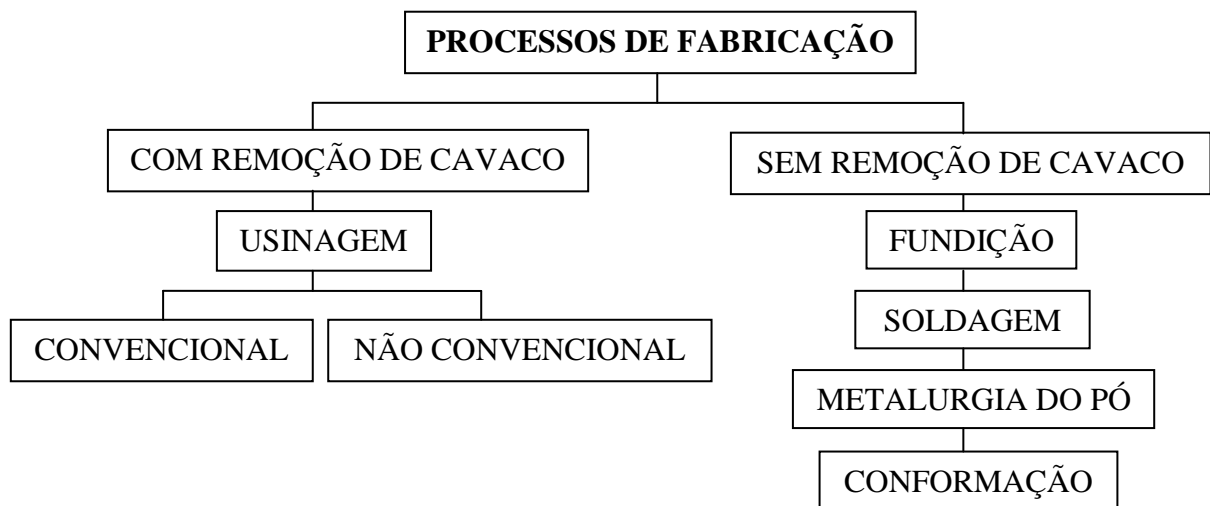 PROCESSOS DE FABRICAÇÃO
COM REMOÇÃO DE CAVACO
SEM REMOÇÃO DE CAVACO
USINAGEM
FUNDIÇÃO
CONVENCIONAL
NÃO CONVENCIONAL
SOLDAGEM
METALURGIA DO PÓ
CONFORMAÇÃO